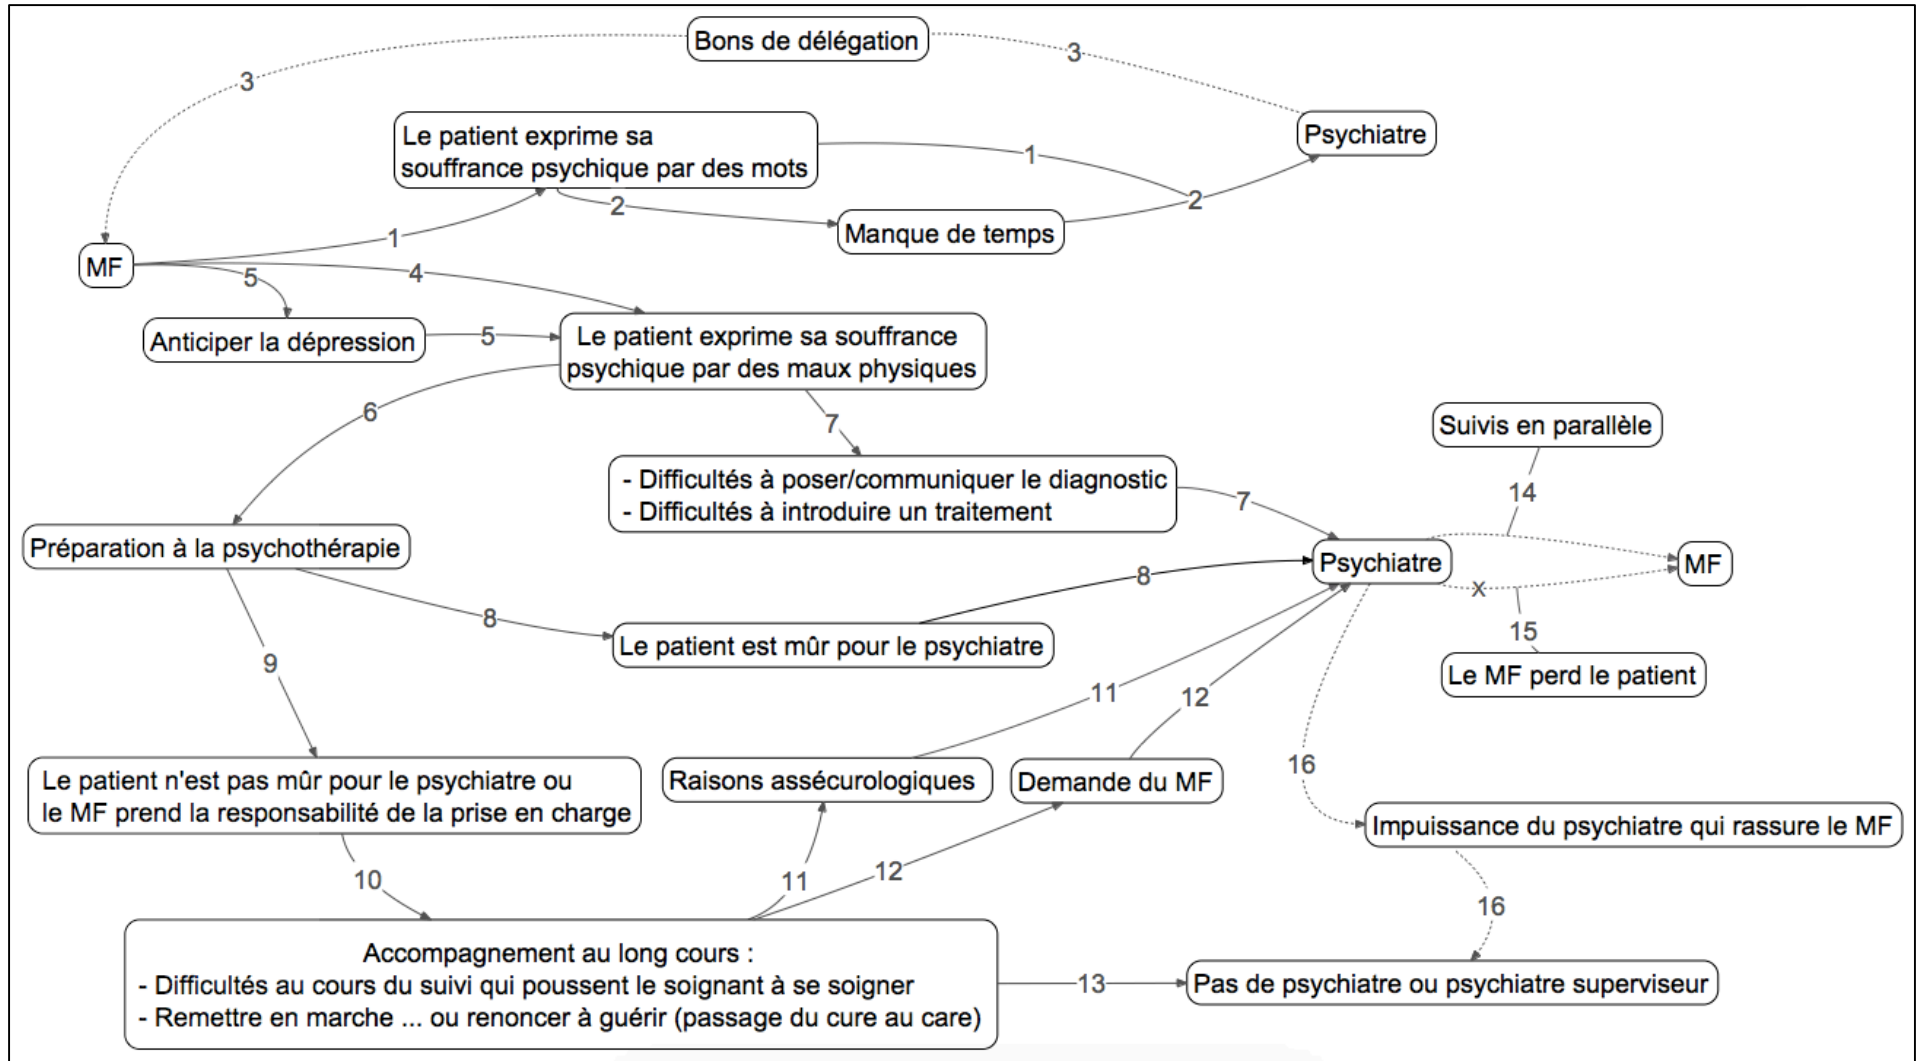 Bons de délégation
3
3
Psychiatre
Le patient exprime sa
souffrance psychique par des mots
1
2
2
Manque de temps
1
MF
5
4
Anticiper la dépression
5
Le patient exprime sa souffrance
psychique par des maux physiques
6
7
Suivis en parallèle
- Difficultés à poser/communiquer le diagnostic
- Difficultés à introduire un traitement
7
14
Préparation à la psychothérapie
Psychiatre
MF
8
x
8
Le patient est mûr pour le psychiatre
15
Le MF perd le patient
9
11
12
Le patient n'est pas mûr pour le psychiatre ou
le MF prend la responsabilité de la prise en charge
Raisons assécurologiques
Demande du MF
16
Impuissance du psychiatre qui rassure le MF
10
11
12
16
Accompagnement au long cours :
- Difficultés au cours du suivi qui poussent le soignant à se soigner
- Remettre en marche ... ou renoncer à guérir (passage du cure au care)
13
Pas de psychiatre ou psychiatre superviseur